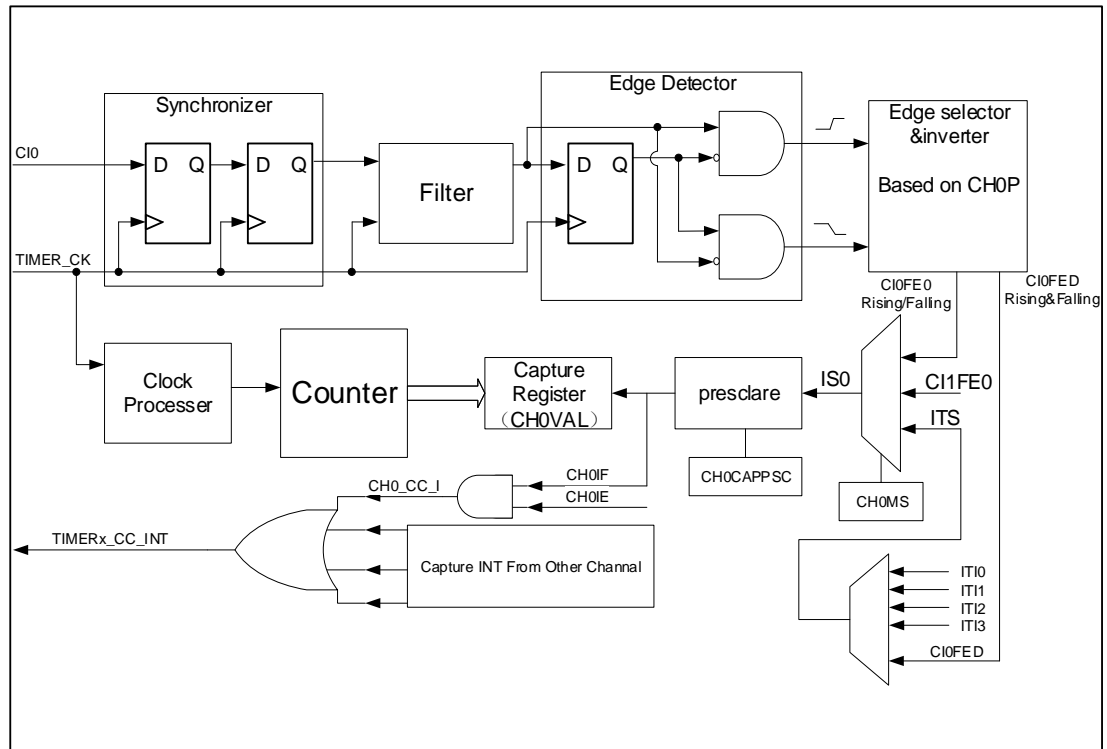 Synchronizer
Edge Detector
Edge selector
&inverter
Based on CH0P
CI0
D Q
D Q
Filter
D Q
TIMER_CK
CI0FE0
Rising/Falling
CI0FED
Rising&Falling
Clock
Processer
Counter
Capture
Register
(CH0VAL)
presclare
IS0
CI1FE0
ITS
CH0CAPPSC
CH0MS
CH0_CC_I
CH0IF
CH0IE
TIMERx_CC_INT
Capture INT From Other Channel
ITI0
ITI1
ITI2
ITI3
CI0FED